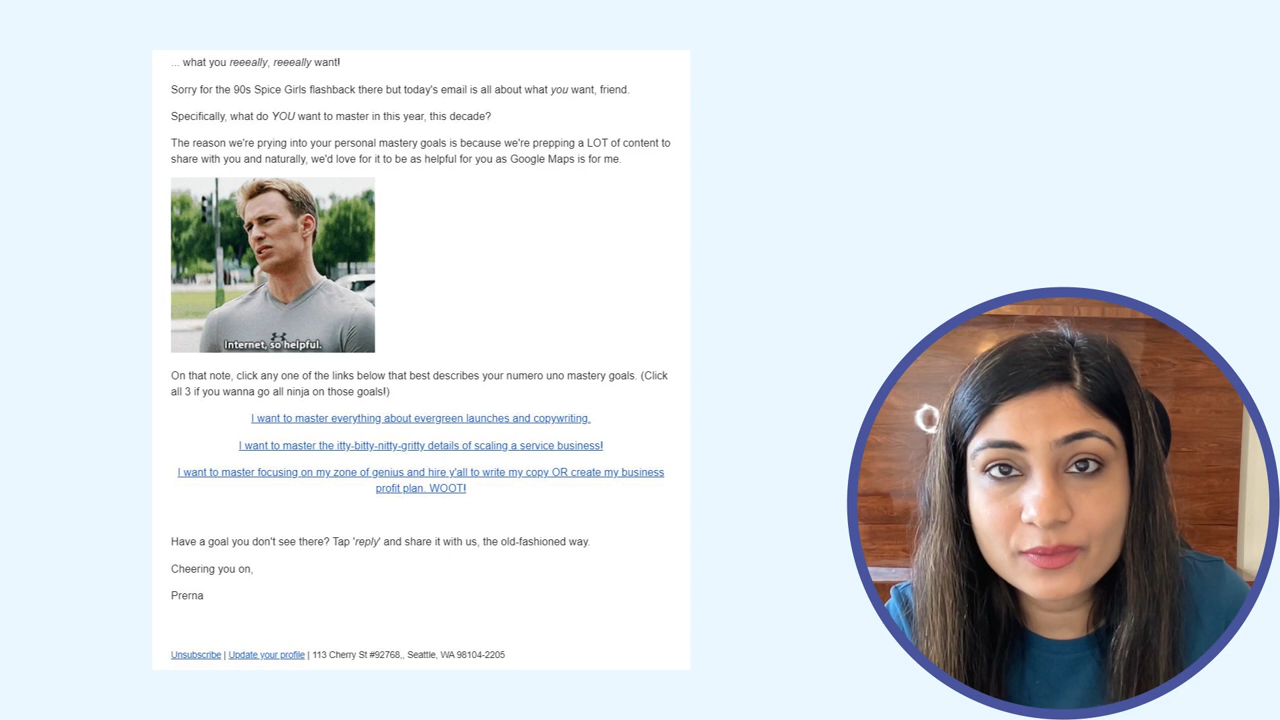 ... what you reeeally, reeeally want!
Sorry for the 90s Spice Girls flashback there but today's email is all about what you want, friend.
Specifically, what do YOU want to master in this year, this decade?
The reason we're prying into your personal mastery goals is because we're prepping a LOT of content to
share with you and naturally, we'd love for it to be as helpful for you as Google Maps is for me.
Internet, so helpful.
On that note, click any one of the links below that best describes your numero uno mastery goals. (Click
all 3 if you wanna go all ninja on those goals!)
I want to master everything about evergreen launches and copywriting.
I want to master the itty-bitty-nitty-gritty details of scaling a service business!
I want to master focusing on my zone of genius and hire y'all to write my copy OR create my business
profit plan. WOOT!
Have a goal you don't see there? Tap 'reply' and share it with us, the old-fashioned way.
Cheering you on,
Prerna
Unsubscribe | Update your profile | 113 Cherry St #92768,, Seattle, WA 98104-2205